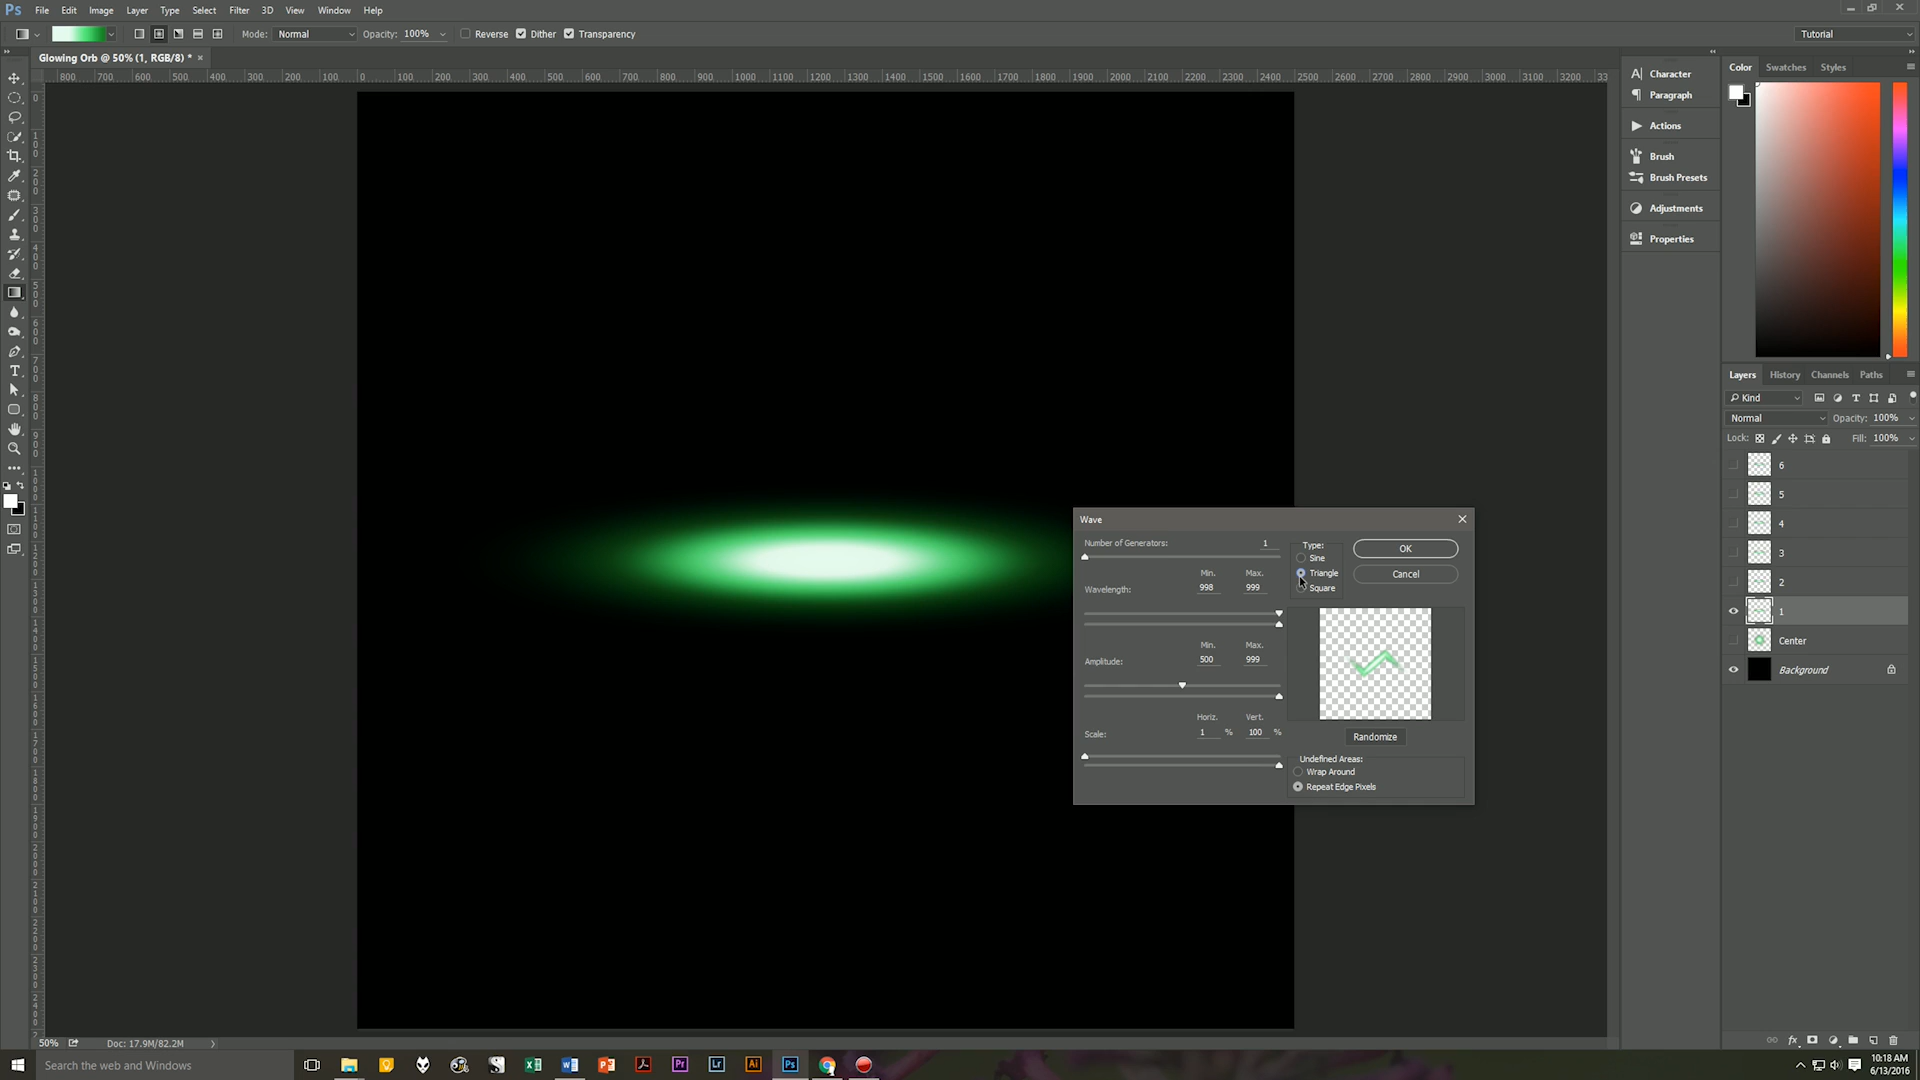 Ps File Edit Image Layer Type Select Filter 3D View Window Help
Mode: Normal Opacity: 100% Reverse Dither Transparency Tutorial
Glowing Orb @ 50% (1, RGB/8) * ×
800 700 600 500 400 300 200 100 0 100 200 300 400 500 600 700 800 900 1000 1100 1200 1300 1400 1500 1600 1700 1800 1900 2000 2100 2200 2300 2400 2500 2600 2700 2800 2900 3000 3100 3200
Character
Paragraph
Actions
Brush
Brush Presets
Adjustments
Properties
Color Swatches Styles
Wave
Number of Generators: 1
Min. Max.
Wavelength: 998 999
Min. Max.
Amplitude: 500 999
Horiz. Vert.
Scale: 1 % 100 %
Type:
Sine
Triangle
Square
OK
Cancel
Randomize
Undefined Areas:
Wrap Around
Repeat Edge Pixels
Layers History Channels Paths
Kind
Normal Opacity: 100%
Lock: Fill: 100%
6
5
4
3
2
1
Center
Background
50% Doc: 17.9M/82.2M
Search the web and Windows
Pr Lr Ai Ps
10:18 AM
6/13/2016